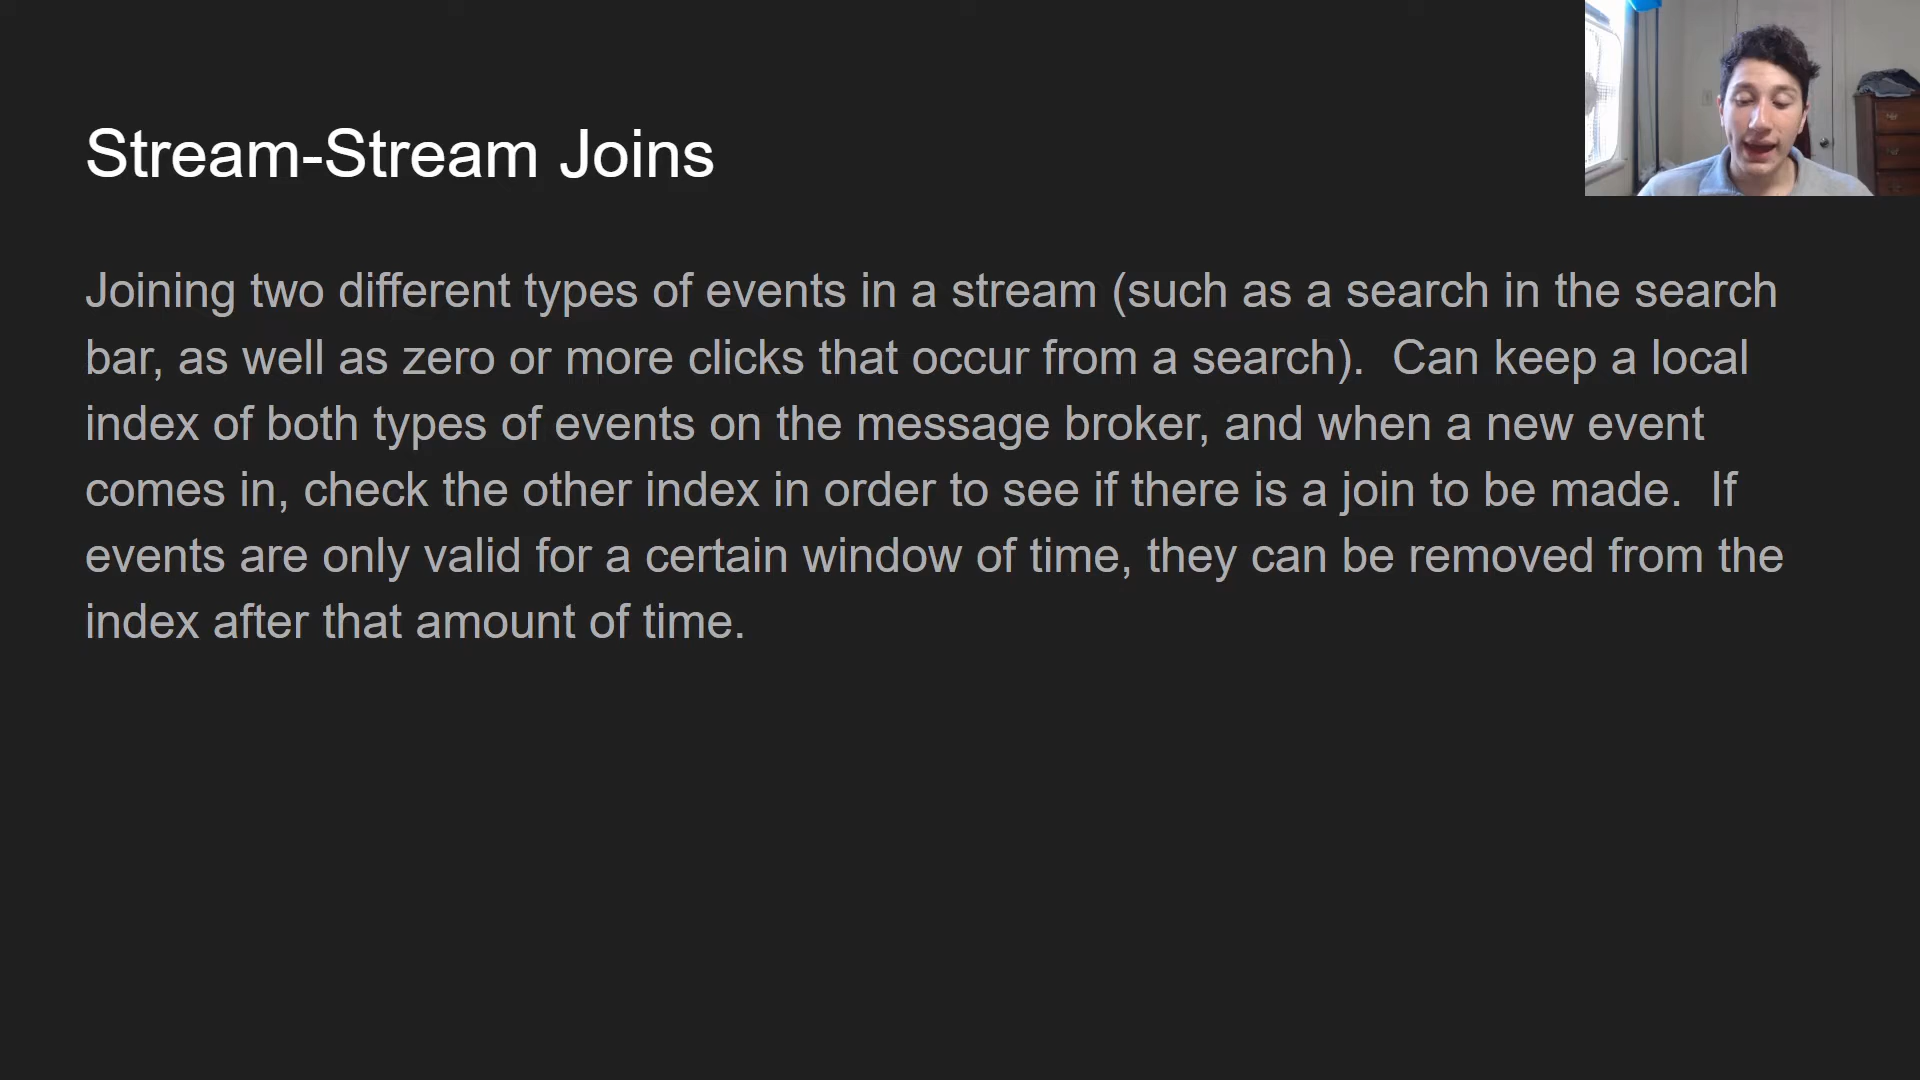 Stream-Stream Joins
Joining two different types of events in a stream (such as a search in the search
bar, as well as zero or more clicks that occur from a search).  Can keep a local
index of both types of events on the message broker, and when a new event
comes in, check the other index in order to see if there is a join to be made.  If
events are only valid for a certain window of time, they can be removed from the
index after that amount of time.